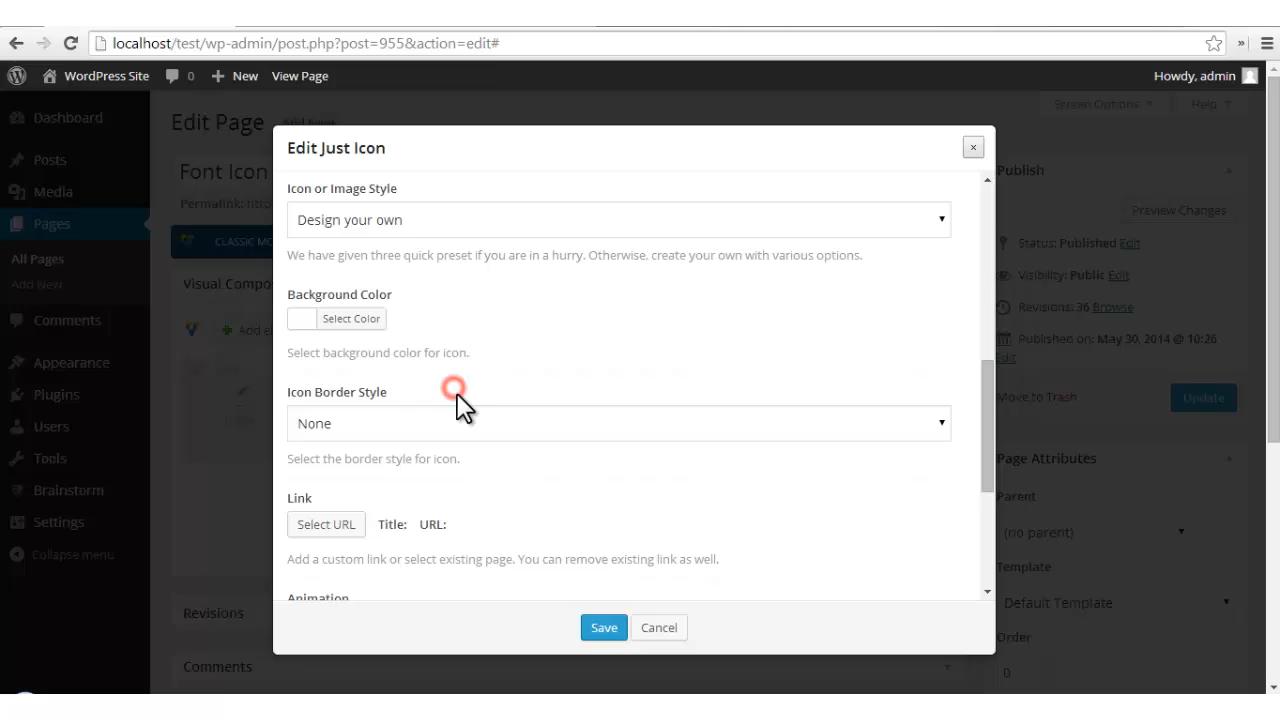 localhost/test/wp-admin/post.php?post=955&action=edit#
WordPress Site 0 New View Page Howdy, admin
Screen Options Help
Dashboard
Posts
Media
Pages
All Pages
Add New
Comments
Appearance
Plugins
Users
Tools
Brainstorm
Settings
Collapse menu
Edit Page
Font Icon
Permalink:
CLASSIC MO
Visual Compo
Add e
Revisions
Comments
Edit Just Icon
Icon or Image Style
Design your own
We have given three quick preset if you are in a hurry. Otherwise, create your own with various options.
Background Color
Select Color
Select background color for icon.
Icon Border Style
None
Select the border style for icon.
Link
Select URL Title: URL:
Add a custom link or select existing page. You can remove existing link as well.
Animation
Save Cancel
Publish
Preview Changes
Status: Published Edit
Visibility: Public Edit
Revisions: 36 Browse
Published on: May 30, 2014 @ 10:26
Edit
Move to Trash Update
Page Attributes
Parent
(no parent)
Template
Default Template
Order
0